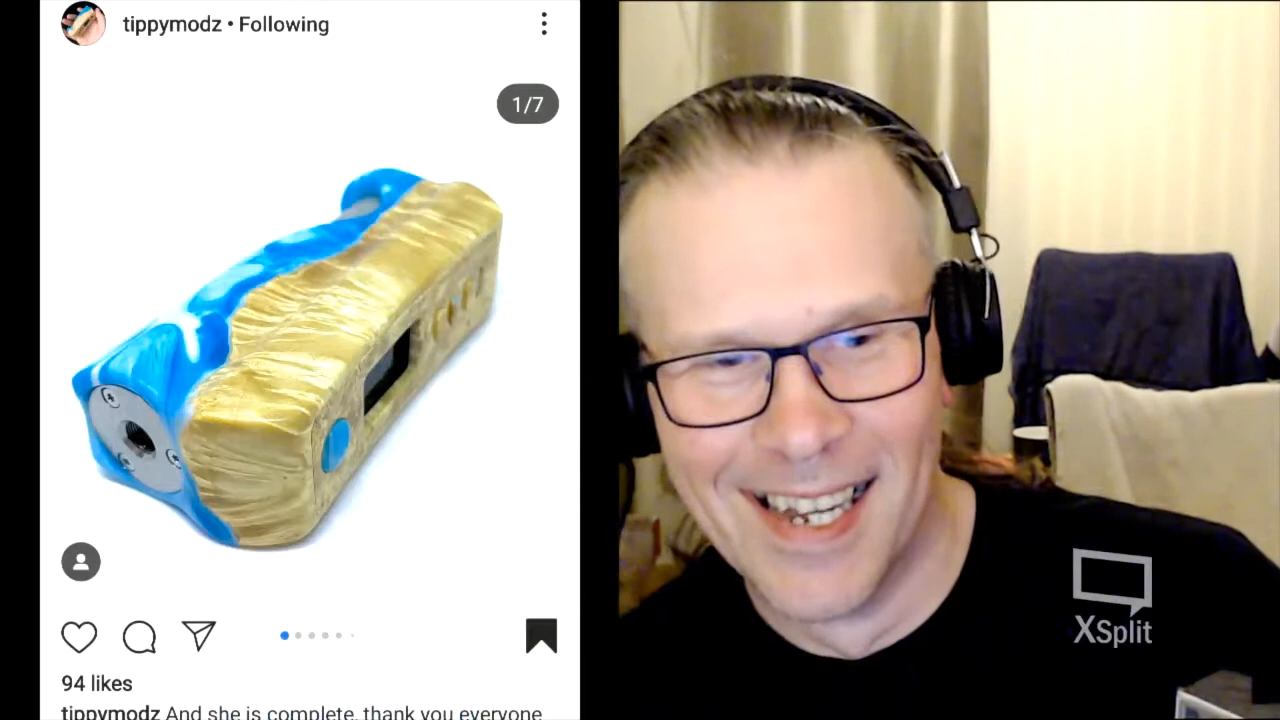 tippymodz • Following
1/7
94 likes
tippymodz And she is complete, thank you everyone
XSplit